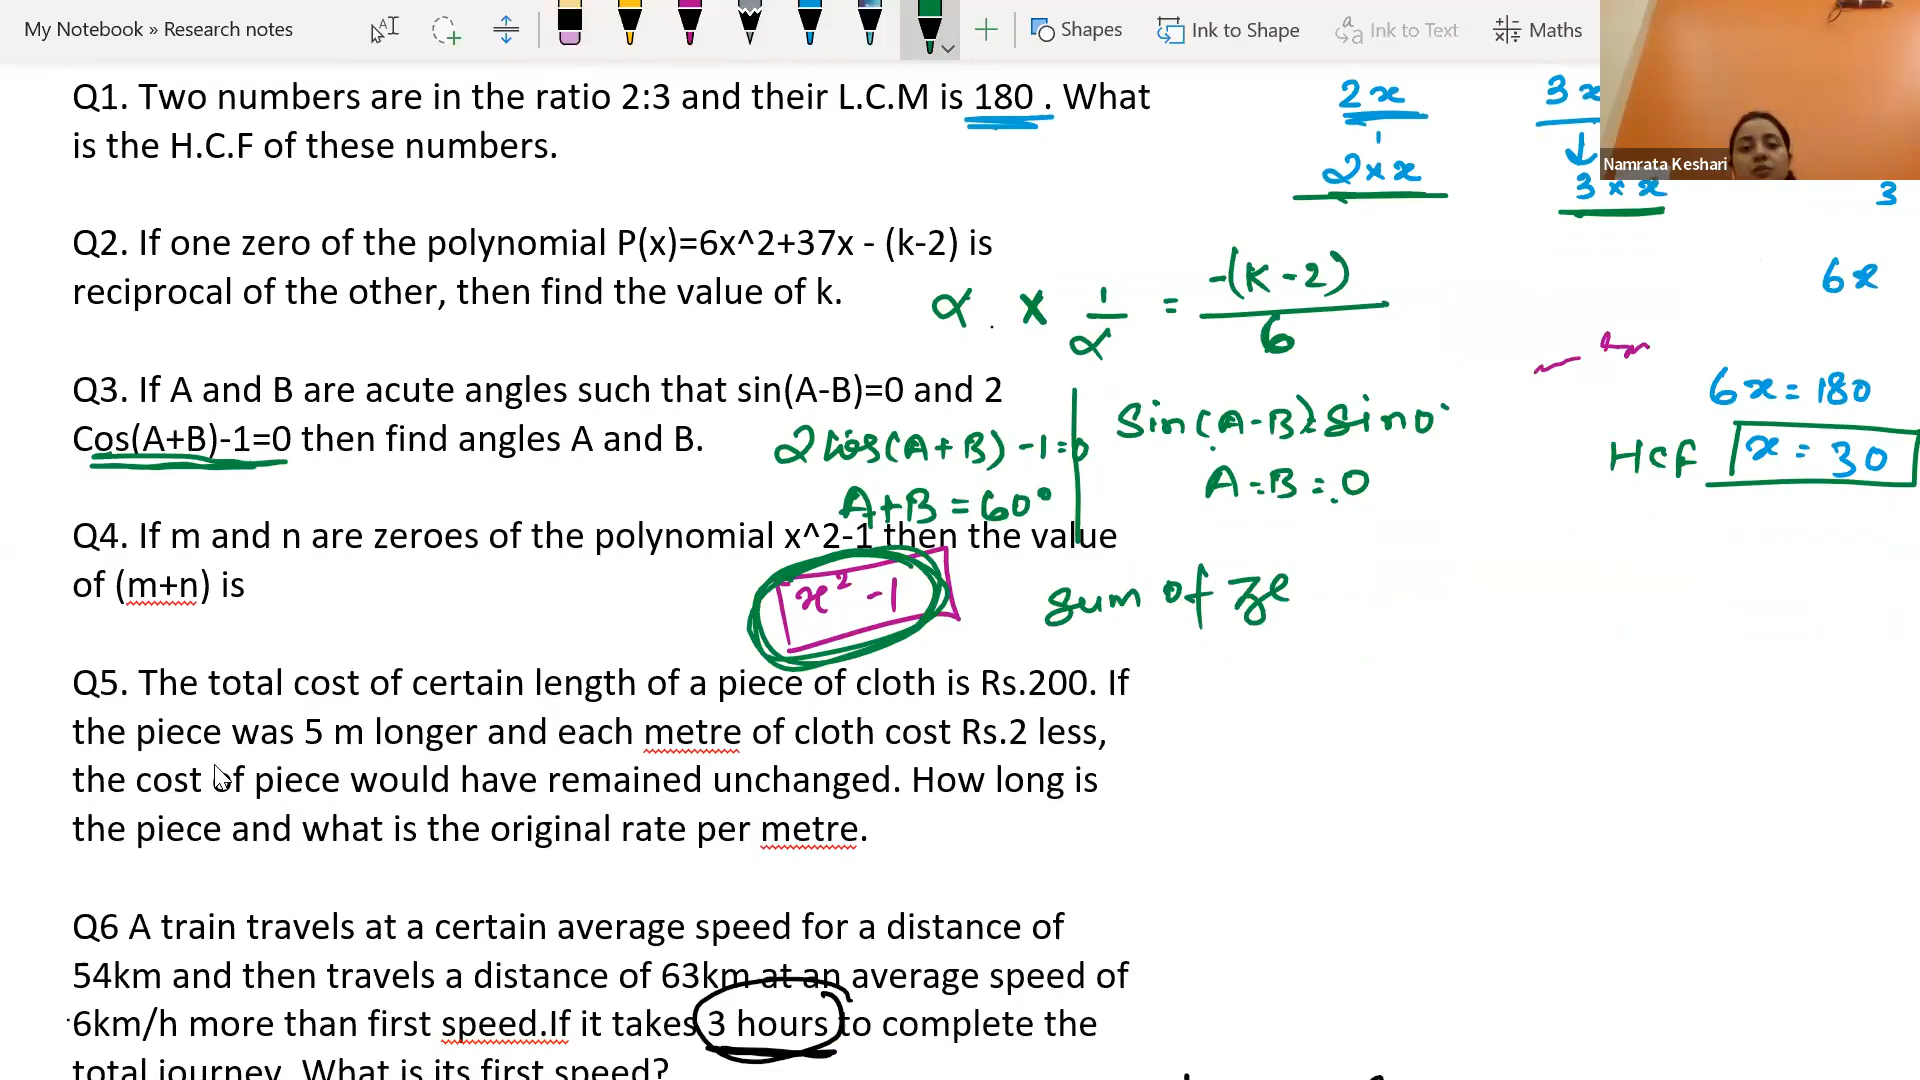 My Notebook » Research notes
Shapes
Ink to Shape
Ink to Text
Maths
Namrata Keshari
Q1. Two numbers are in the ratio 2:3 and their L.C.M is 180 . What
is the H.C.F of these numbers.
2x
3x
2 × x
3 × x
3
6x
6x = 180
HCF x = 30
Q2. If one zero of the polynomial P(x)=6x^2+37x - (k-2) is
reciprocal of the other, then find the value of k.
α × 1/α = -(K-2)/6
Q3. If A and B are acute angles such that sin(A-B)=0 and 2
Cos(A+B)-1=0 then find angles A and B.
2cos(A+B) -1=0
A+B = 60°
Sin(A-B)=Sin0°
A-B = 0
Q4. If m and n are zeroes of the polynomial x^2-1 then the value
of (m+n) is
x² -1
sum of ze
Q5. The total cost of certain length of a piece of cloth is Rs.200. If
the piece was 5 m longer and each metre of cloth cost Rs.2 less,
the cost of piece would have remained unchanged. How long is
the piece and what is the original rate per metre.
Q6 A train travels at a certain average speed for a distance of
54km and then travels a distance of 63km at an average speed of
6km/h more than first speed.If it takes 3 hours to complete the
total journey. What is its first speed?